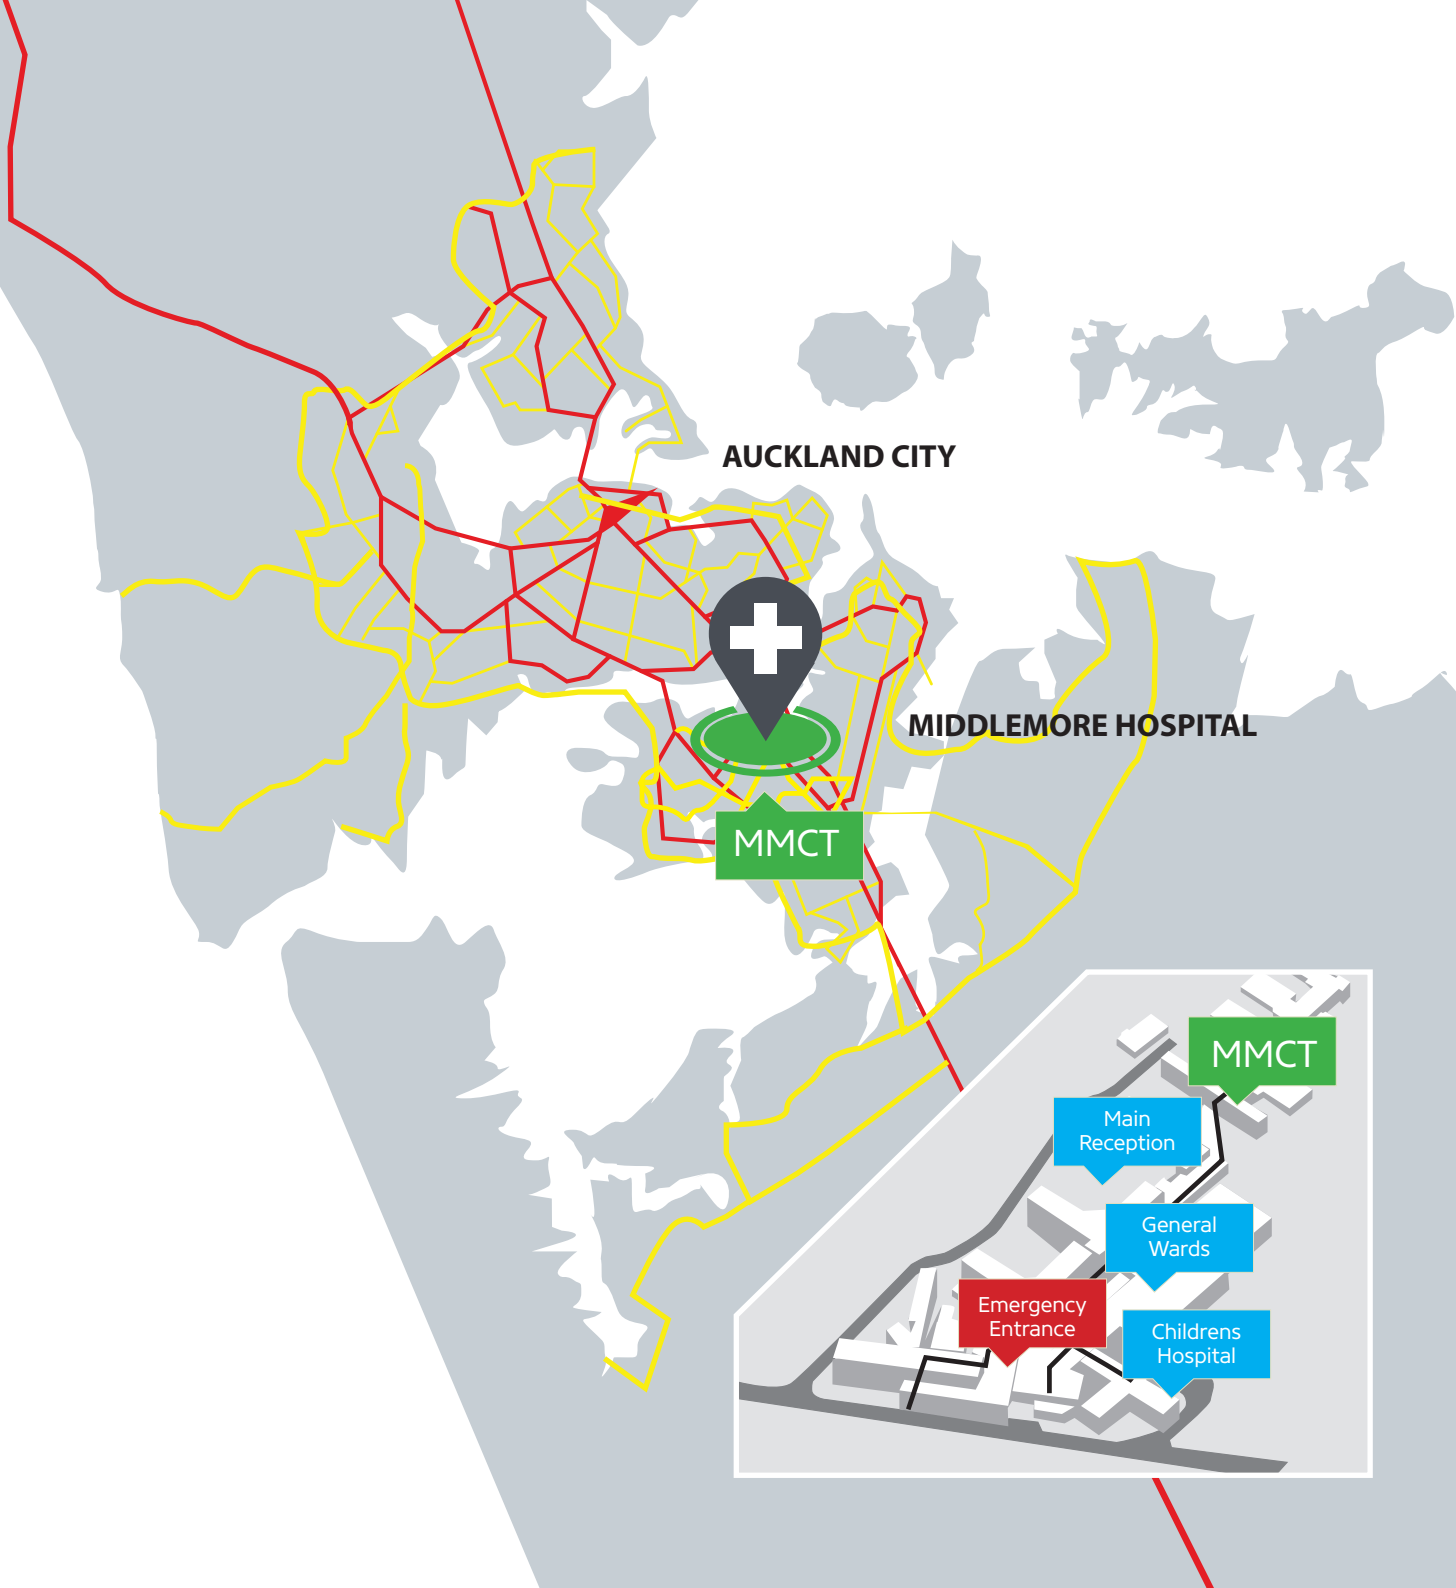 AUCKLAND CITY
MIDDLEMORE HOSPITAL
MMCT
MMCT
Main
Reception
General
Wards
Emergency
Entrance
Childrens
Hospital